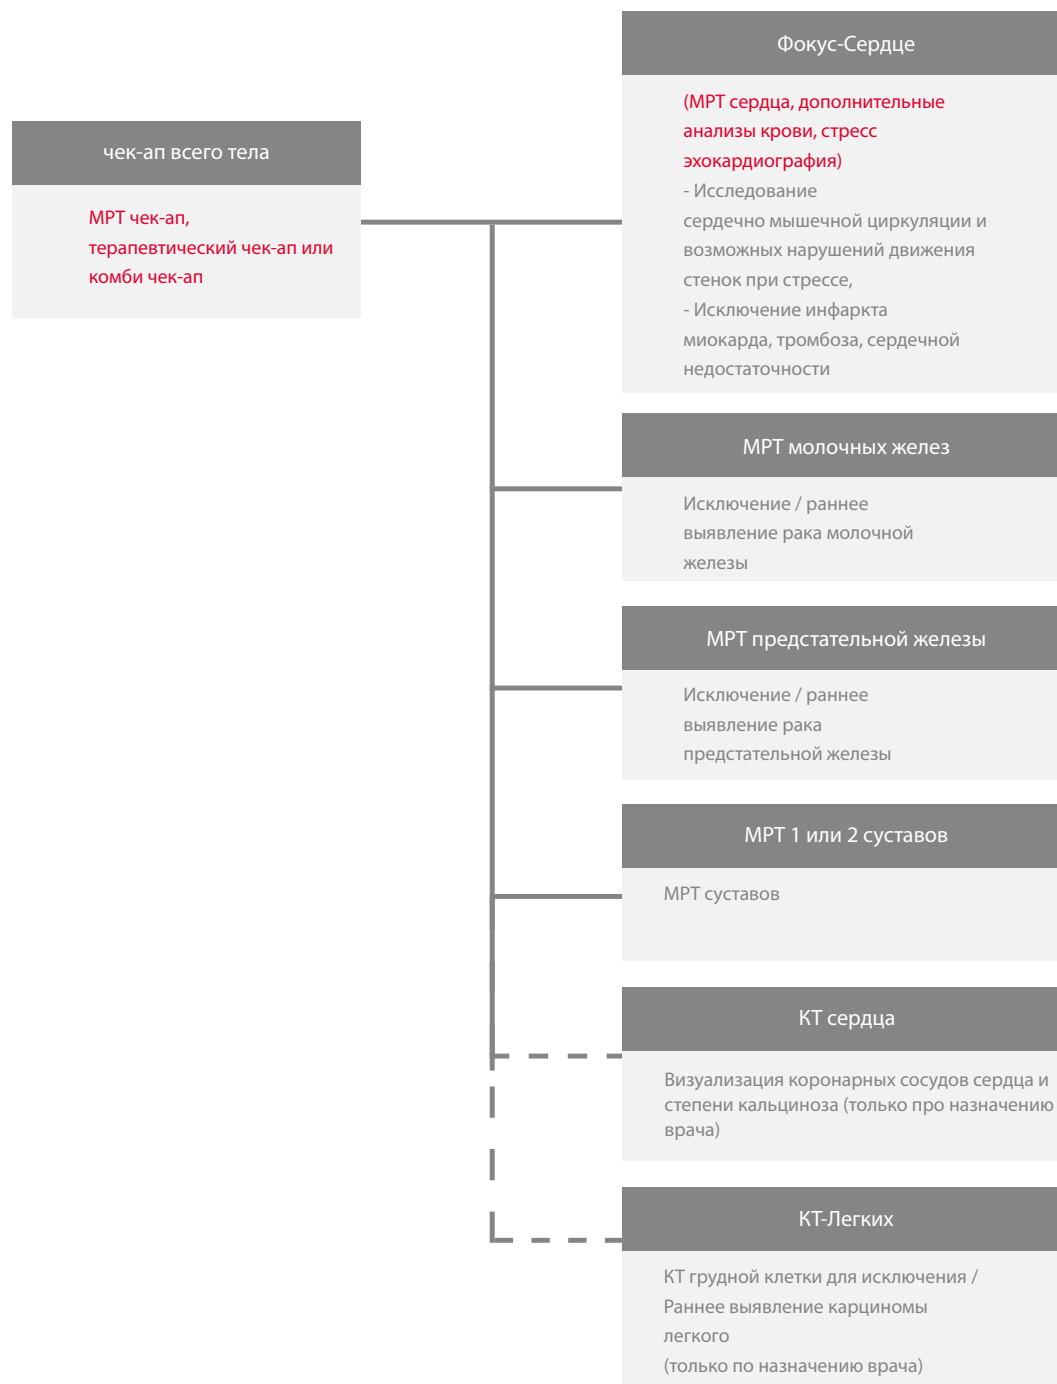 чек-ап всего тела
МРТ чек-ап,
терапевтический чек-ап или
комби чек-ап
Фокус-Сердце
(МРТ сердца, дополнительные
анализы крови, стресс
эхокардиография)
- Исследование
сердечно мышечной циркуляции и
возможных нарушений движения
стенок при стрессе,
- Исключение инфаркта
миокарда, тромбоза, сердечной
недостаточности
МРТ молочных желез
Исключение / раннее
выявление рака молочной
железы
МРТ предстательной железы
Исключение / раннее
выявление рака
предстательной железы
МРТ 1 или 2 суставов
МРТ суставов
КТ сердца
Визуализация коронарных сосудов сердца и
степени кальциноза (только про назначению
врача)
КТ-Легких
КТ грудной клетки для исключения /
Раннее выявление карциномы
легкого
(только по назначению врача)